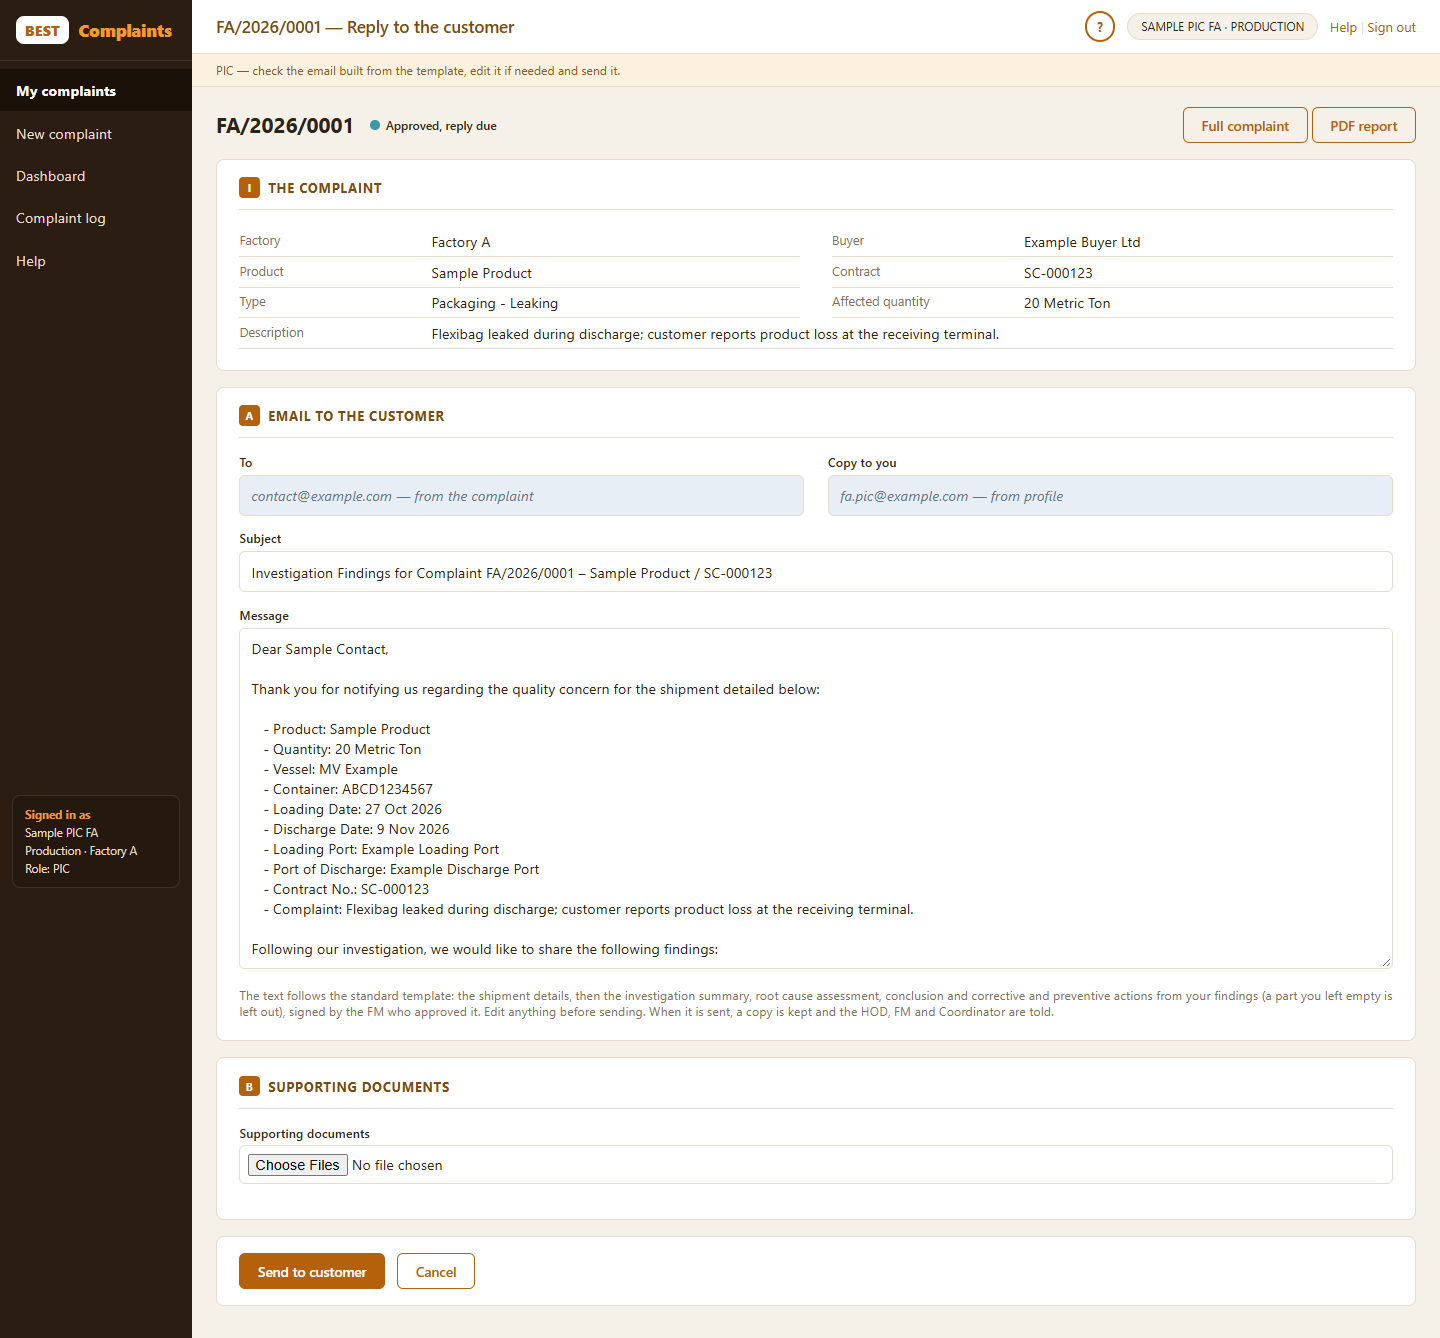 BEST Complaints
My complaints
New complaint
Dashboard
Complaint log
Help
Signed in as
Sample PIC FA
Production · Factory A
Role: PIC
FA/2026/0001 — Reply to the customer
?
SAMPLE PIC FA · PRODUCTION
Help | Sign out
PIC — check the email built from the template, edit it if needed and send it.
FA/2026/0001
Approved, reply due
Full complaint
PDF report
I THE COMPLAINT
Factory Factory A
Buyer Example Buyer Ltd
Product Sample Product
Contract SC-000123
Type Packaging - Leaking
Affected quantity 20 Metric Ton
Description Flexibag leaked during discharge; customer reports product loss at the receiving terminal.
A EMAIL TO THE CUSTOMER
To
contact@example.com — from the complaint
Copy to you
fa.pic@example.com — from profile
Subject
Investigation Findings for Complaint FA/2026/0001 – Sample Product / SC-000123
Message
Dear Sample Contact,
Thank you for notifying us regarding the quality concern for the shipment detailed below:
- Product: Sample Product
- Quantity: 20 Metric Ton
- Vessel: MV Example
- Container: ABCD1234567
- Loading Date: 27 Oct 2026
- Discharge Date: 9 Nov 2026
- Loading Port: Example Loading Port
- Port of Discharge: Example Discharge Port
- Contract No.: SC-000123
- Complaint: Flexibag leaked during discharge; customer reports product loss at the receiving terminal.
Following our investigation, we would like to share the following findings:
The text follows the standard template: the shipment details, then the investigation summary, root cause assessment, conclusion and corrective and preventive actions from your findings (a part you left empty is
left out), signed by the FM who approved it. Edit anything before sending. When it is sent, a copy is kept and the HOD, FM and Coordinator are told.
B SUPPORTING DOCUMENTS
Supporting documents
Choose Files No file chosen
Send to customer
Cancel